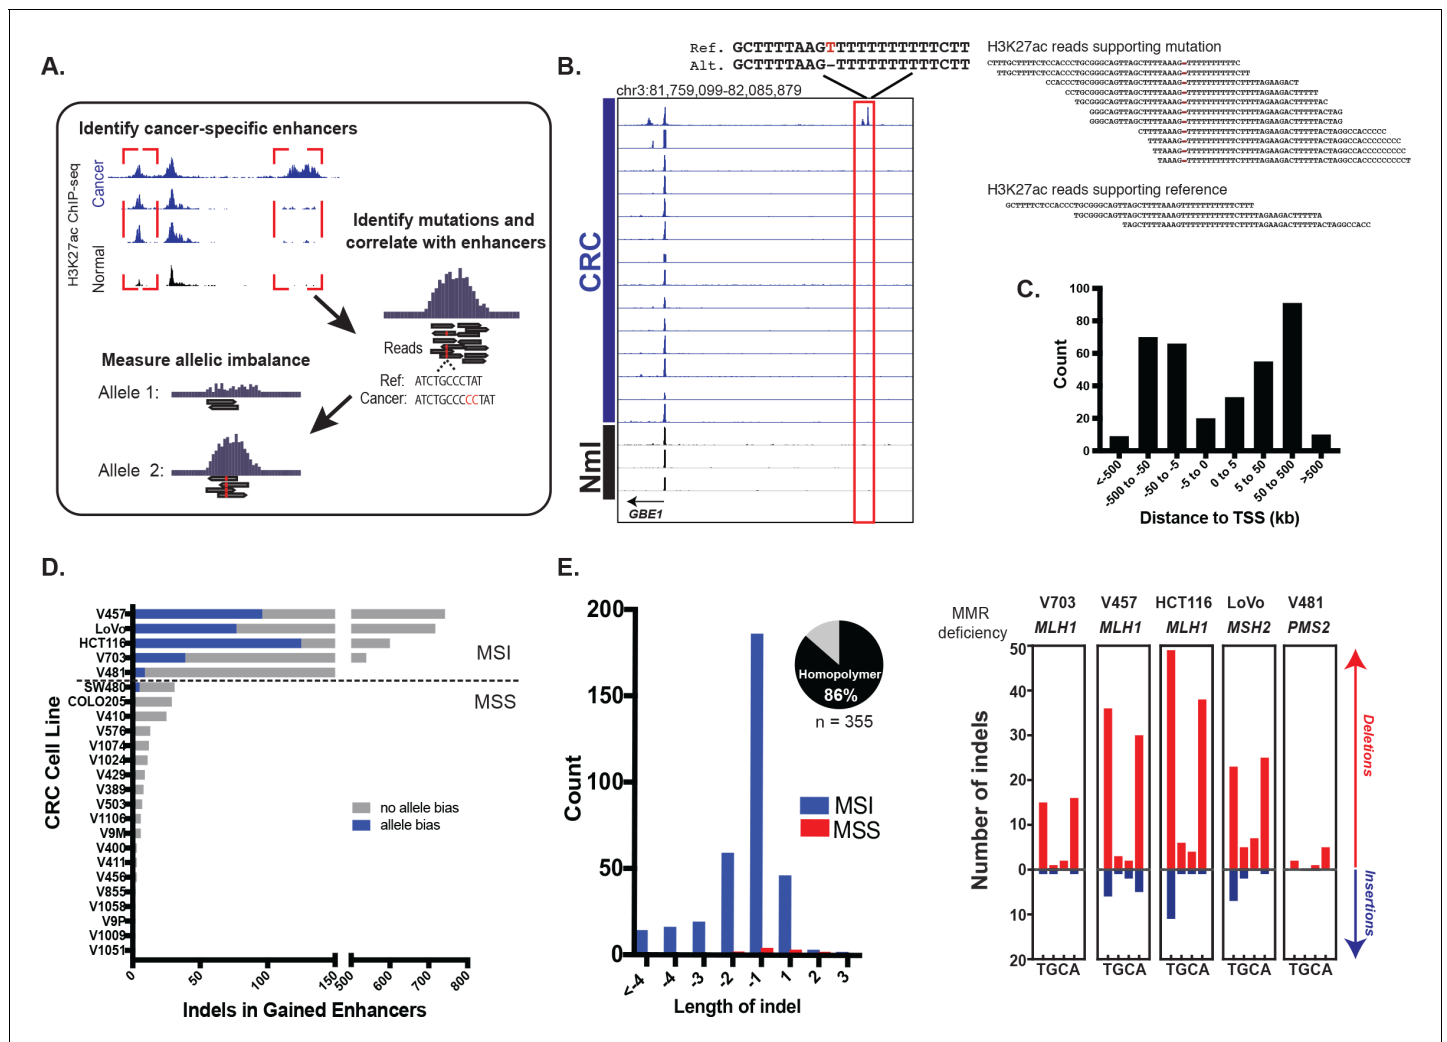 A.
Identify cancer-specific enhancers
H3K27ac ChIP-seq
Cancer
Normal
Identify mutations and
correlate with enhancers
Reads
Ref: ATCTGCCCTAT
Cancer: ATCTGCCCCCTAT
Measure allelic imbalance
Allele 1:
Allele 2:
B.
Ref. GCTTTTAAGTTTTTTTTTTTTCTT
Alt. GCTTTTAAG-TTTTTTTTTTTCTT
chr3:81,759,099-82,085,879
CRC
Nml
GBE1
H3K27ac reads supporting mutation
H3K27ac reads supporting reference
C.
Count
100
80
60
40
20
0
<-500
-500 to -50
-50 to -5
-5 to 0
0 to 5
5 to 50
50 to 500
>500
Distance to TSS (kb)
D.
CRC Cell Line
V457
LoVo
HCT116
V703
V481
SW480
COLO205
V410
V576
V1074
V1024
V429
V389
V503
V1106
V9M
V400
V411
V456
V855
V1058
V9P
V1009
V1051
MSI
MSS
no allele bias
allele bias
0
50
100
150
500
600
700
800
Indels in Gained Enhancers
E.
Count
200
150
100
50
0
<-4
-4
-3
-2
-1
1
2
3
Length of indel
Homopolymer
86%
n = 355
MSI
MSS
MMR
deficiency
V703 V457 HCT116 LoVo V481
MLH1 MLH1 MLH1 MSH2 PMS2
Number of indels
50
40
30
20
10
0
10
20
TGCA TGCA TGCA TGCA TGCA
Deletions
Insertions